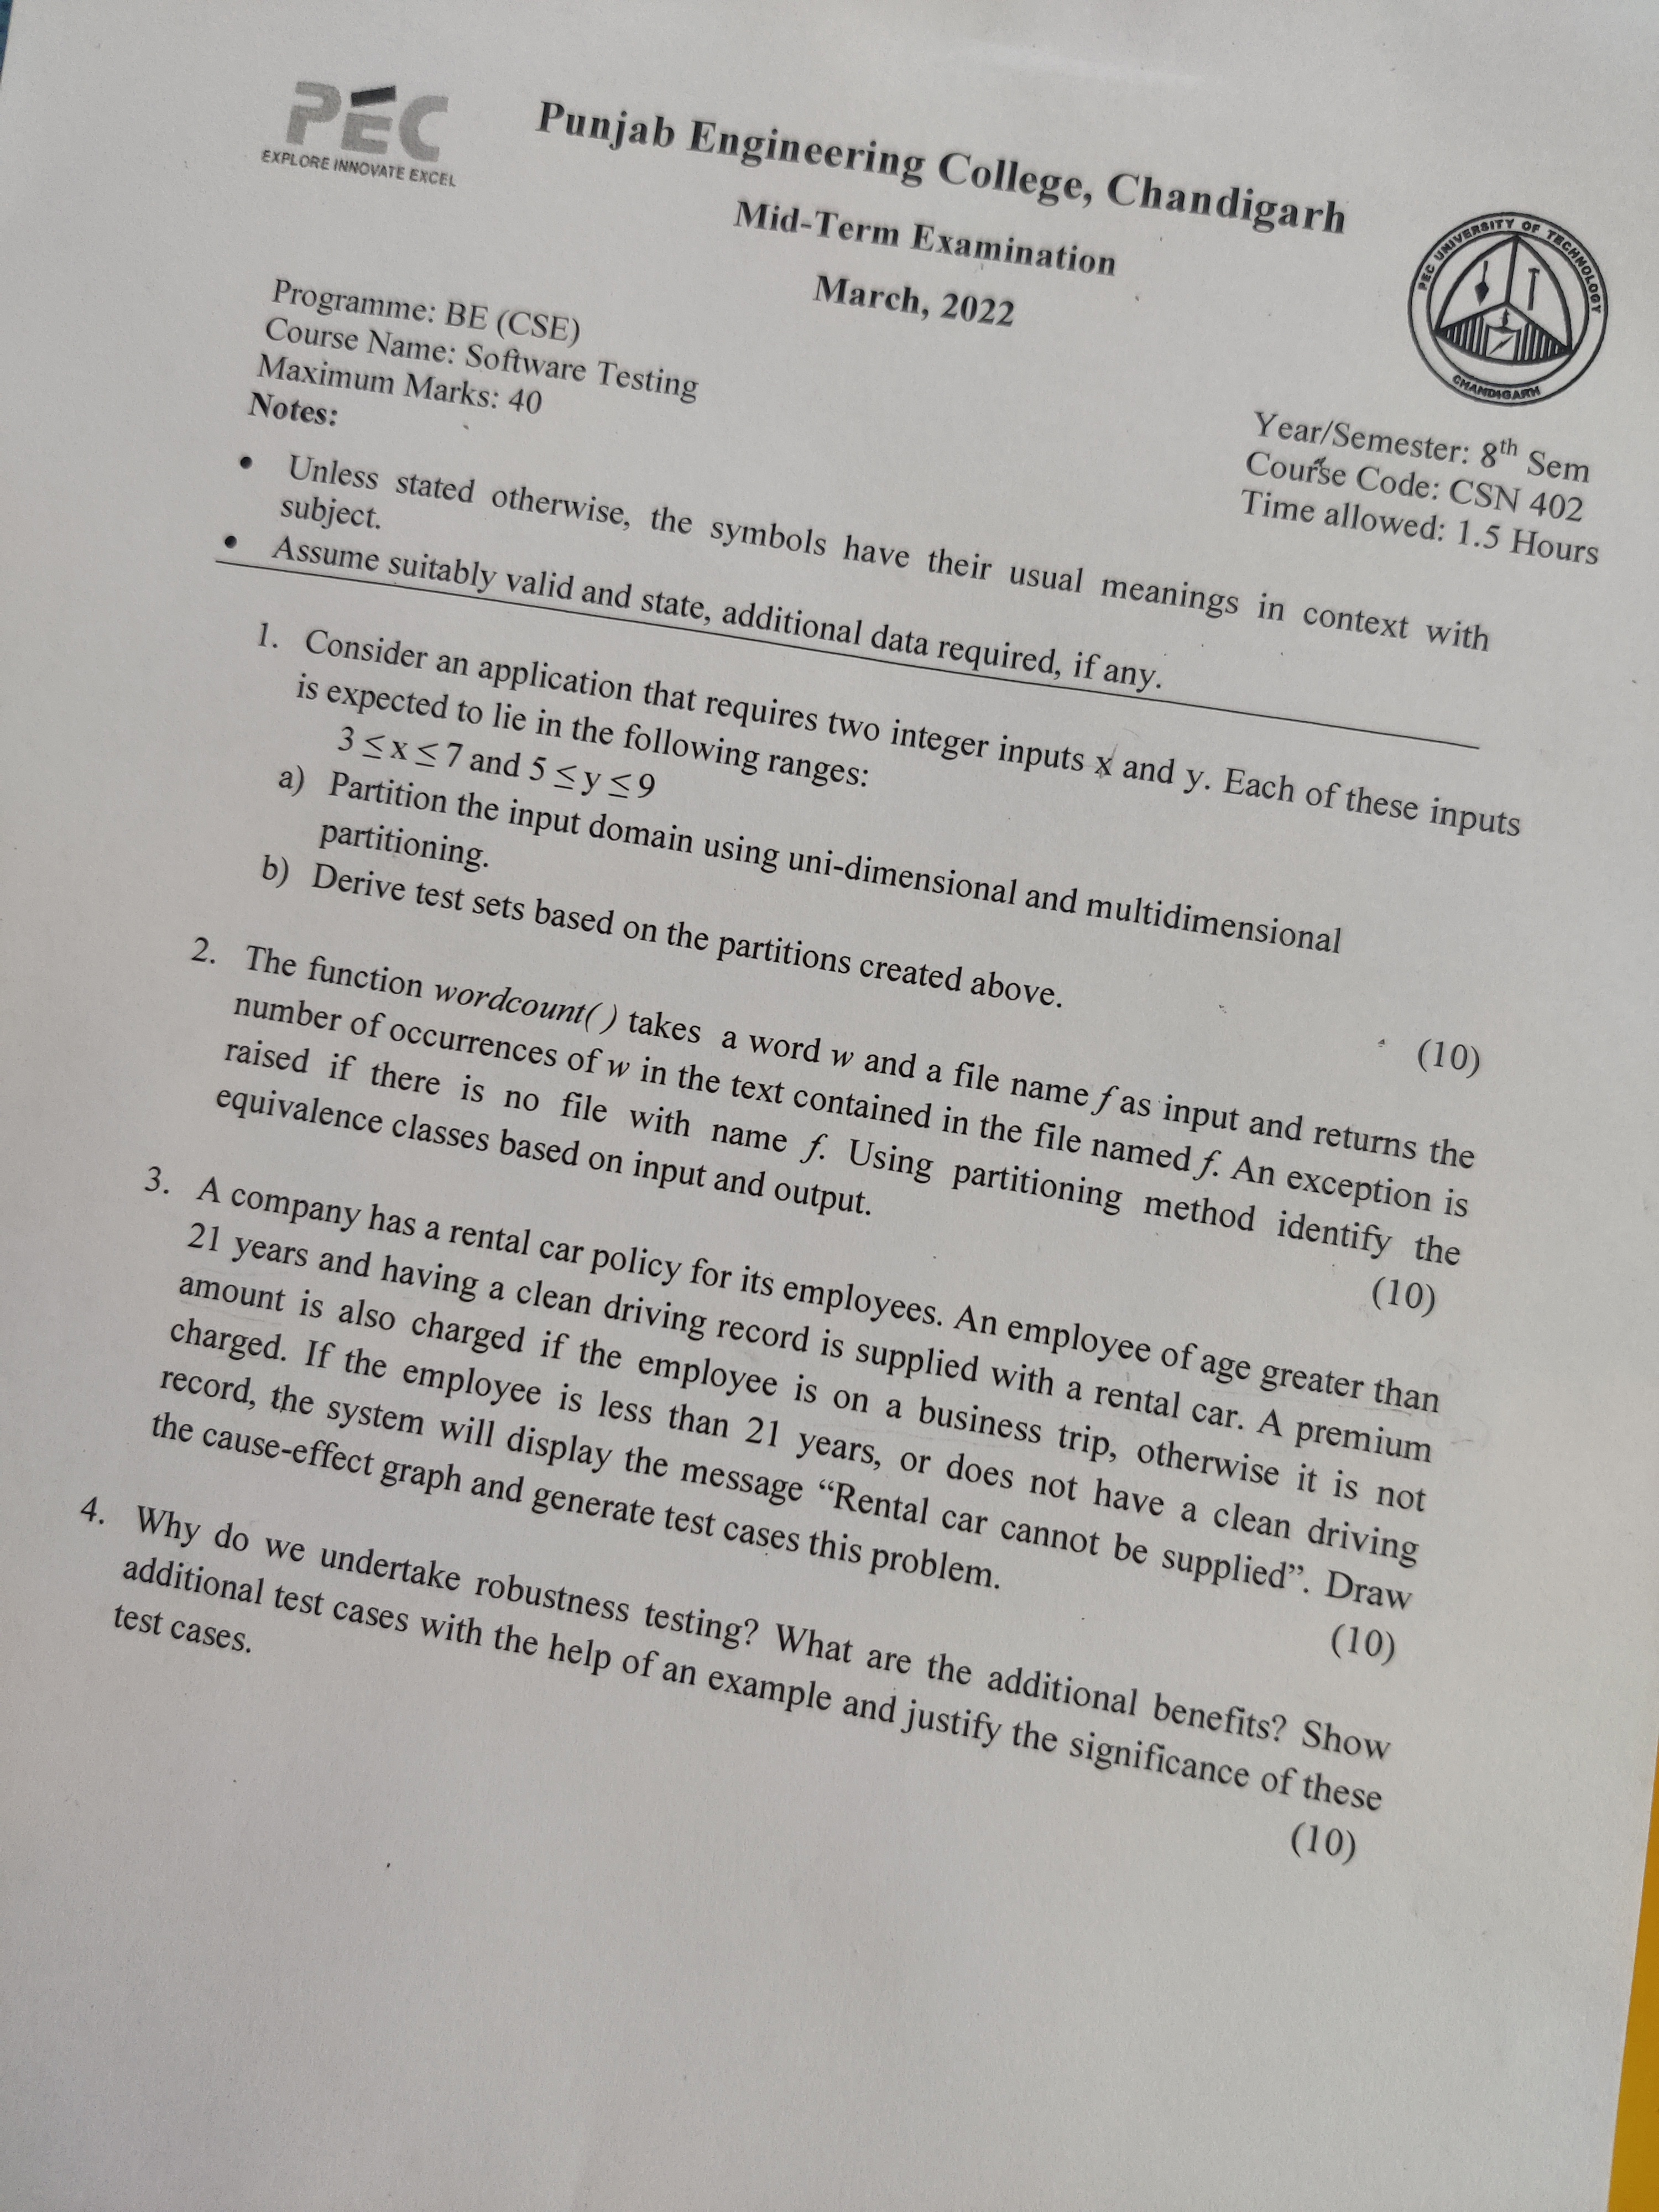 PEC
EXPLORE INNOVATE EXCEL
Punjab Engineering College, Chandigarh
Mid-Term Examination
March, 2022
PEC UNIVERSITY OF TECHNOLOGY
CHANDIGARH
Programme: BE (CSE)
Course Name: Software Testing
Maximum Marks: 40
Year/Semester: 8th Sem
Course Code: CSN 402
Time allowed: 1.5 Hours
Notes:
• Unless stated otherwise, the symbols have their usual meanings in context with
subject.
• Assume suitably valid and state, additional data required, if any.
1. Consider an application that requires two integer inputs x and y. Each of these inputs
is expected to lie in the following ranges:
3 ≤ x ≤ 7 and 5 ≤ y ≤ 9
a) Partition the input domain using uni-dimensional and multidimensional
partitioning.
b) Derive test sets based on the partitions created above.
(10)
2. The function wordcount( ) takes a word w and a file name f as input and returns the
number of occurrences of w in the text contained in the file named f. An exception is
raised if there is no file with name f. Using partitioning method identify the
equivalence classes based on input and output.
(10)
3. A company has a rental car policy for its employees. An employee of age greater than
21 years and having a clean driving record is supplied with a rental car. A premium
amount is also charged if the employee is on a business trip, otherwise it is not
charged. If the employee is less than 21 years, or does not have a clean driving
record, the system will display the message “Rental car cannot be supplied”. Draw
the cause-effect graph and generate test cases this problem.
(10)
4. Why do we undertake robustness testing? What are the additional benefits? Show
additional test cases with the help of an example and justify the significance of these
test cases.
(10)